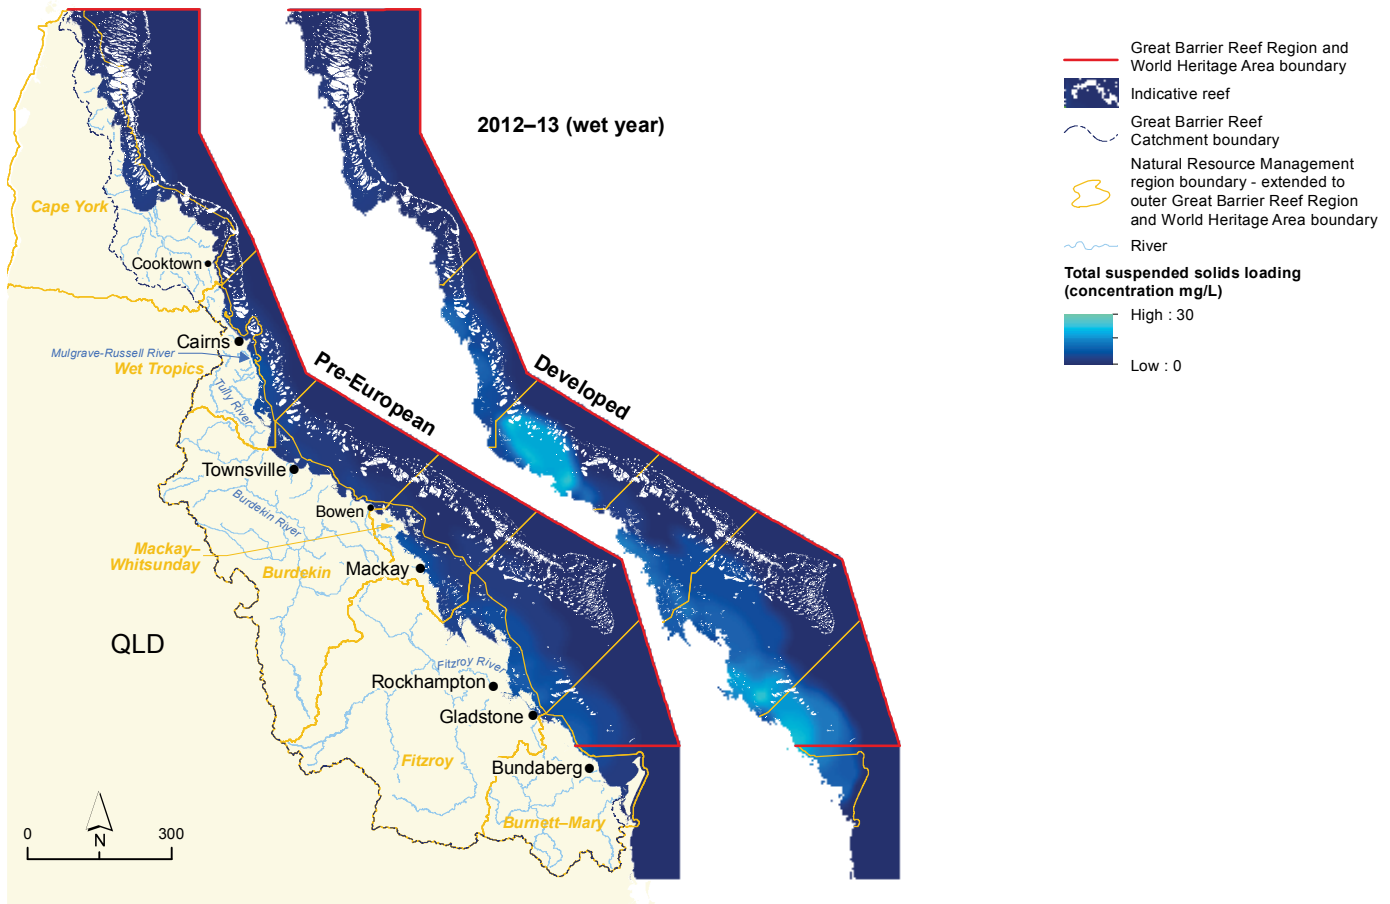 2012–13 (wet year)
Pre-European
Developed
Cape York
Cooktown
Cairns
Mulgrave-Russell River
Wet Tropics
Tully River
Townsville
Burdekin River
Bowen
Mackay–
Whitsunday
Burdekin
Mackay
QLD
Fitzroy River
Rockhampton
Gladstone
Fitzroy
Bundaberg
Burnett–Mary
0
300
N
Great Barrier Reef Region and
World Heritage Area boundary
Indicative reef
Great Barrier Reef
Catchment boundary
Natural Resource Management
region boundary - extended to
outer Great Barrier Reef Region
and World Heritage Area boundary
River
Total suspended solids loading
(concentration mg/L)
High : 30
Low : 0